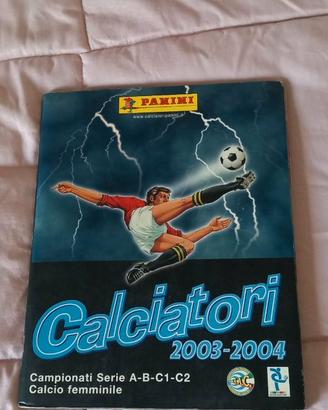 PANINI
www.calciatori-panini.it
Calciatori
2003-2004
Campionati Serie A-B-C1-C2
Calcio femminile